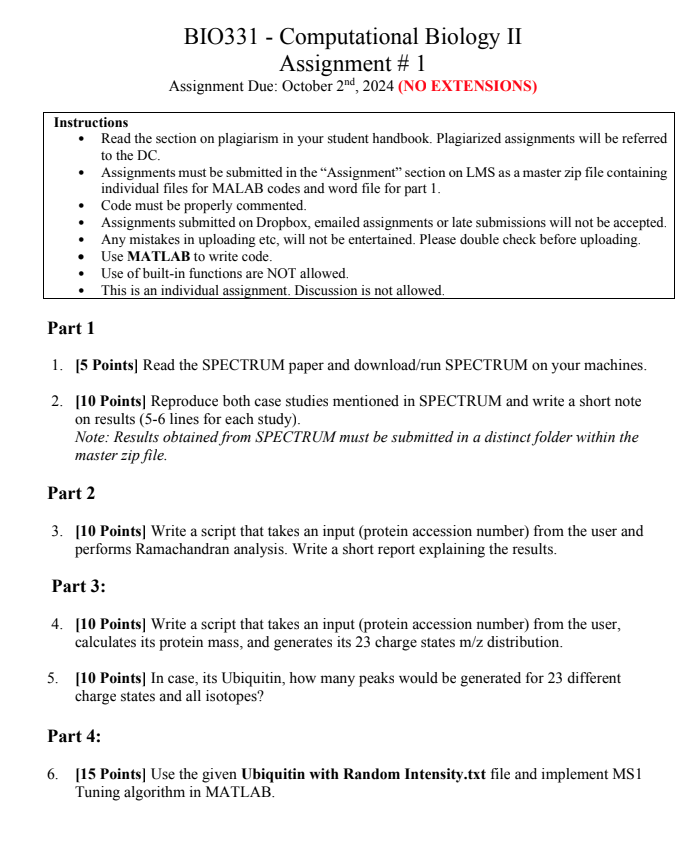 BIO331 - Computational Biology II
Assignment # 1
Assignment Due: October 2nd, 2024 (NO EXTENSIONS)
Instructions
• Read the section on plagiarism in your student handbook. Plagiarized assignments will be referred
to the DC.
• Assignments must be submitted in the “Assignment” section on LMS as a master zip file containing
individual files for MALAB codes and word file for part 1.
• Code must be properly commented.
• Assignments submitted on Dropbox, emailed assignments or late submissions will not be accepted.
• Any mistakes in uploading etc, will not be entertained. Please double check before uploading.
• Use MATLAB to write code.
• Use of built-in functions are NOT allowed.
• This is an individual assignment. Discussion is not allowed.
Part 1
1. [5 Points] Read the SPECTRUM paper and download/run SPECTRUM on your machines.
2. [10 Points] Reproduce both case studies mentioned in SPECTRUM and write a short note
on results (5-6 lines for each study).
Note: Results obtained from SPECTRUM must be submitted in a distinct folder within the
master zip file.
Part 2
3. [10 Points] Write a script that takes an input (protein accession number) from the user and
performs Ramachandran analysis. Write a short report explaining the results.
Part 3:
4. [10 Points] Write a script that takes an input (protein accession number) from the user,
calculates its protein mass, and generates its 23 charge states m/z distribution.
5. [10 Points] In case, its Ubiquitin, how many peaks would be generated for 23 different
charge states and all isotopes?
Part 4:
6. [15 Points] Use the given Ubiquitin with Random Intensity.txt file and implement MS1
Tuning algorithm in MATLAB.